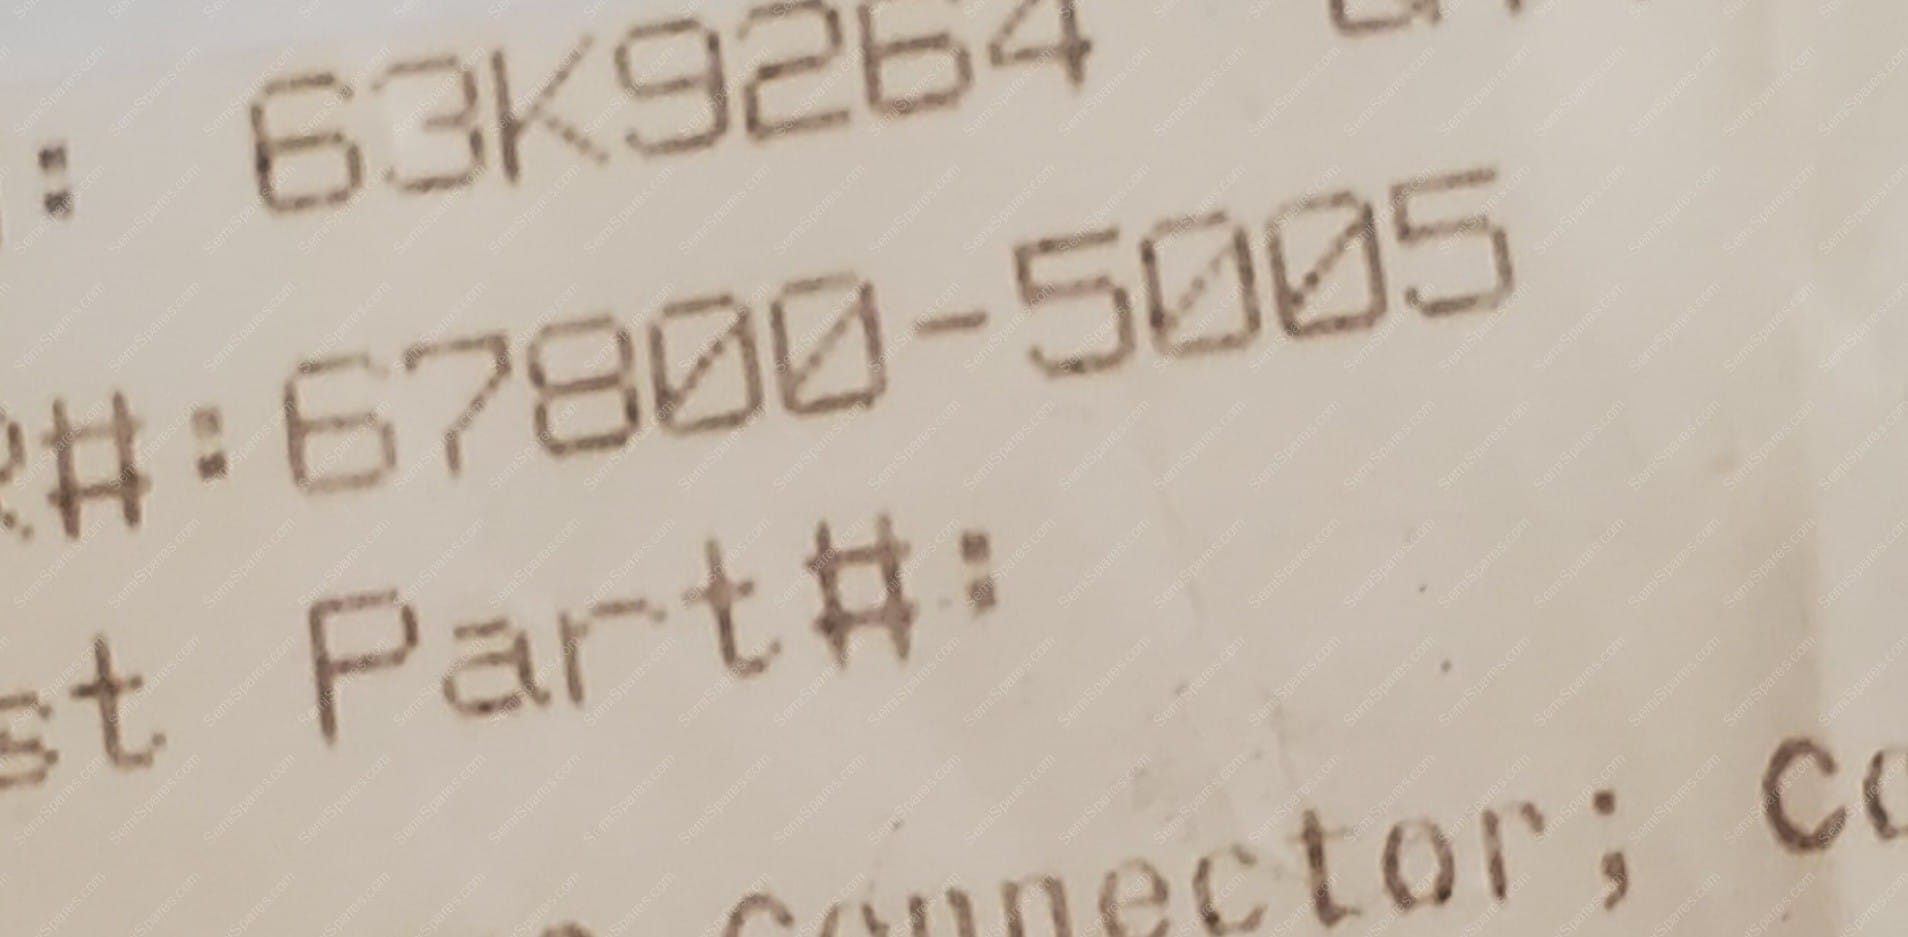 : 63K9264
#:67800-5005
st Part#:
connector; co